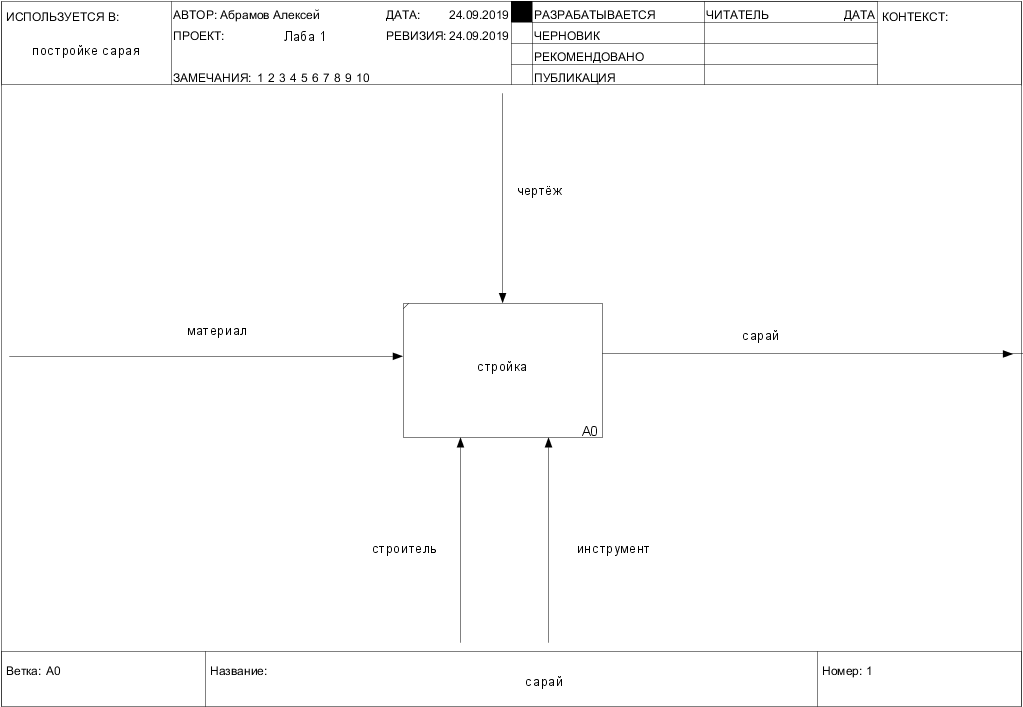 ИСПОЛЬЗУЕТСЯ В:
постройке сарая
АВТОР: Абрамов Алексей
ДАТА: 24.09.2019
ПРОЕКТ: Лаба 1
РЕВИЗИЯ: 24.09.2019
ЗАМЕЧАНИЯ: 1 2 3 4 5 6 7 8 9 10
РАЗРАБАТЫВАЕТСЯ
ЧЕРНОВИК
РЕКОМЕНДОВАНО
ПУБЛИКАЦИЯ
ЧИТАТЕЛЬ ДАТА
КОНТЕКСТ:
чертёж
материал
сарай
стройка
A0
строитель
инструмент
Ветка: A0
Название:
сарай
Номер: 1